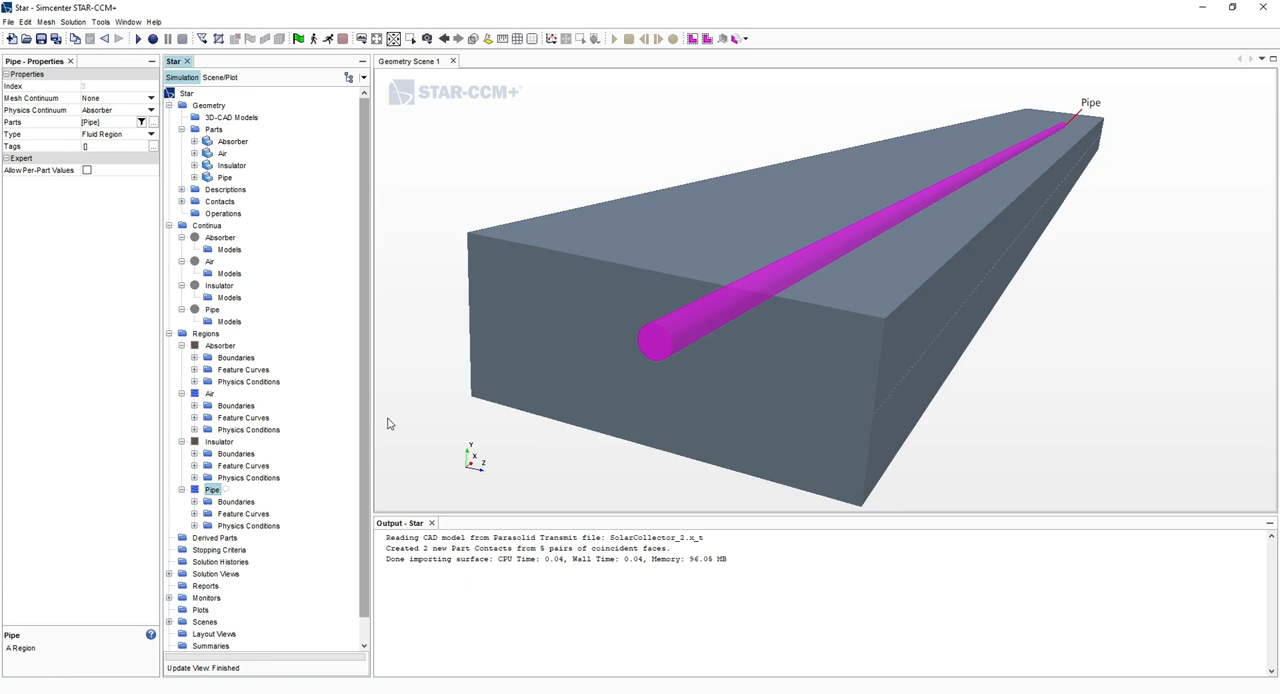 Star - Simcenter STAR-CCM+
File Edit Mesh Solution Tools Window Help
Pipe - Properties
Properties
Index 3
Mesh Continuum None
Physics Continuum Absorber
Parts [Pipe]
Type Fluid Region
Tags []
Expert
Allow Per-Part Values
Pipe
A Region
Star
Simulation Scene/Plot
Star
Geometry
3D-CAD Models
Parts
Absorber
Air
Insulator
Pipe
Descriptions
Contacts
Operations
Continua
Absorber
Models
Air
Models
Insulator
Models
Pipe
Models
Regions
Absorber
Boundaries
Feature Curves
Physics Conditions
Air
Boundaries
Feature Curves
Physics Conditions
Insulator
Boundaries
Feature Curves
Physics Conditions
Pipe
Boundaries
Feature Curves
Physics Conditions
Derived Parts
Stopping Criteria
Solution Histories
Solution Views
Reports
Monitors
Plots
Scenes
Layout Views
Summaries
Update View: Finished
Geometry Scene 1
STAR-CCM+
Pipe
Y
X
Z
Output - Star
Reading CAD model from Parasolid Transmit file: SolarCollector_2.x_t
Created 2 new Part Contacts from 5 pairs of coincident faces.
Done importing surface: CPU Time: 0.04, Wall Time: 0.04, Memory: 96.05 MB